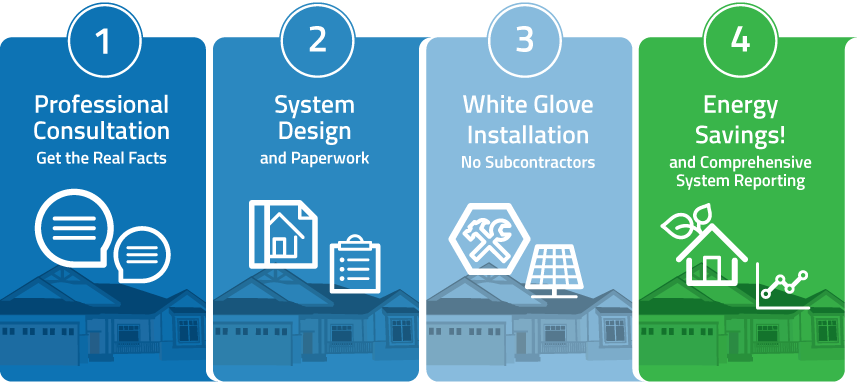 1
Professional
Consultation
Get the Real Facts
2
System
Design
and Paperwork
3
White Glove
Installation
No Subcontractors
4
Energy
Savings!
and Comprehensive
System Reporting